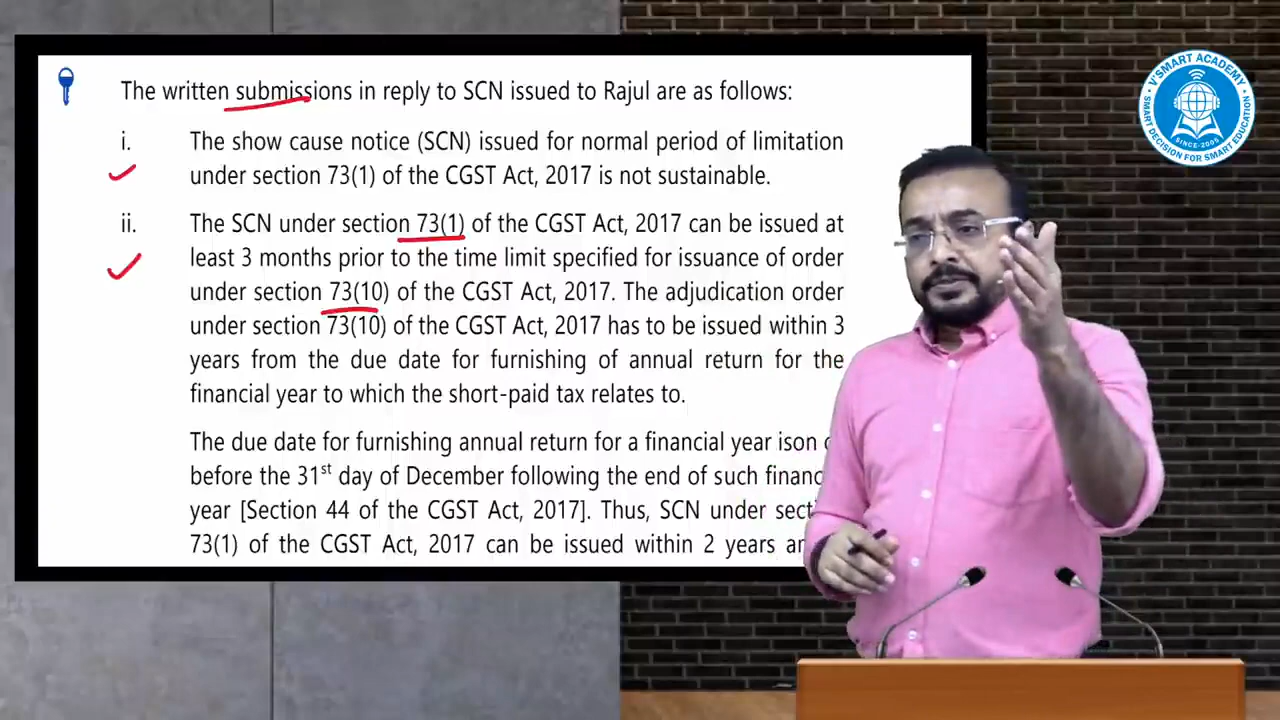 The written submissions in reply to SCN issued to Rajul are as follows:
i. The show cause notice (SCN) issued for normal period of limitation
under section 73(1) of the CGST Act, 2017 is not sustainable.
ii. The SCN under section 73(1) of the CGST Act, 2017 can be issued at
least 3 months prior to the time limit specified for issuance of order
under section 73(10) of the CGST Act, 2017. The adjudication order
under section 73(10) of the CGST Act, 2017 has to be issued within 3
years from the due date for furnishing of annual return for the
financial year to which the short-paid tax relates to.
The due date for furnishing annual return for a financial year ison
before the 31st day of December following the end of such
year [Section 44 of the CGST Act, 2017]. Thus, SCN under
73(1) of the CGST Act, 2017 can be issued within 2 years
V'SMART ACADEMY
SINCE-2005
SMART DECISION FOR SMART EDUCATION